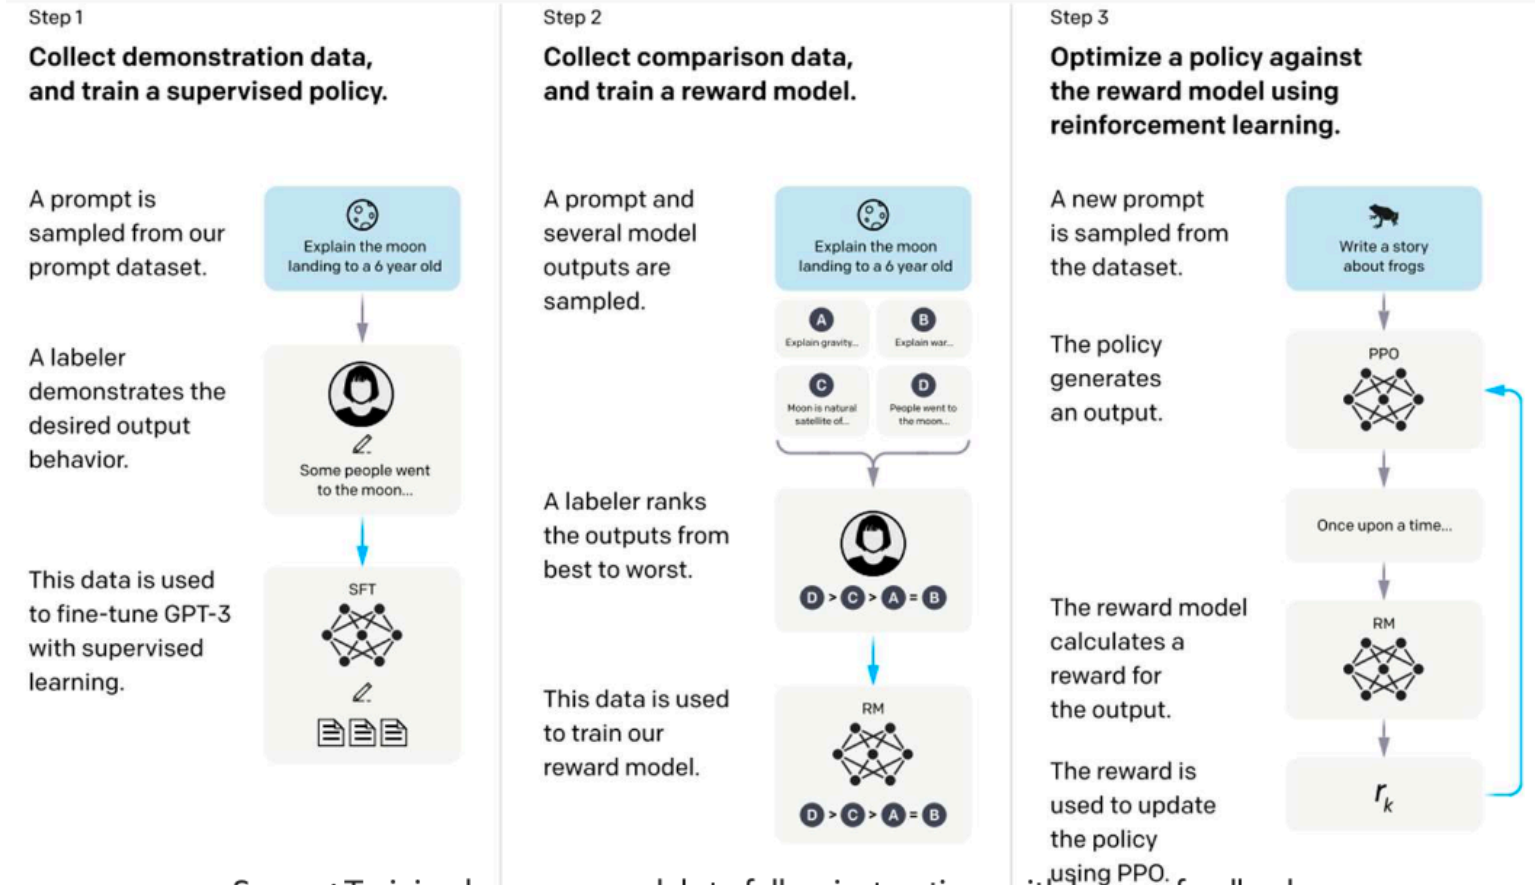 Step 1
Collect demonstration data,
and train a supervised policy.
A prompt is
sampled from our
prompt dataset.
Explain the moon
landing to a 6 year old
A labeler
demonstrates the
desired output
behavior.
Some people went
to the moon...
This data is used
to fine-tune GPT-3
with supervised
learning.
SFT
Step 2
Collect comparison data,
and train a reward model.
A prompt and
several model
outputs are
sampled.
Explain the moon
landing to a 6 year old
A
Explain gravity...
B
Explain war...
C
Moon is natural
satellite of...
D
People went to
the moon...
A labeler ranks
the outputs from
best to worst.
D > C > A = B
This data is used
to train our
reward model.
RM
D > C > A = B
Step 3
Optimize a policy against
the reward model using
reinforcement learning.
A new prompt
is sampled from
the dataset.
Write a story
about frogs
The policy
generates
an output.
PPO
Once upon a time...
The reward model
calculates a
reward for
the output.
RM
The reward is
used to update
the policy
using PPO.
rk